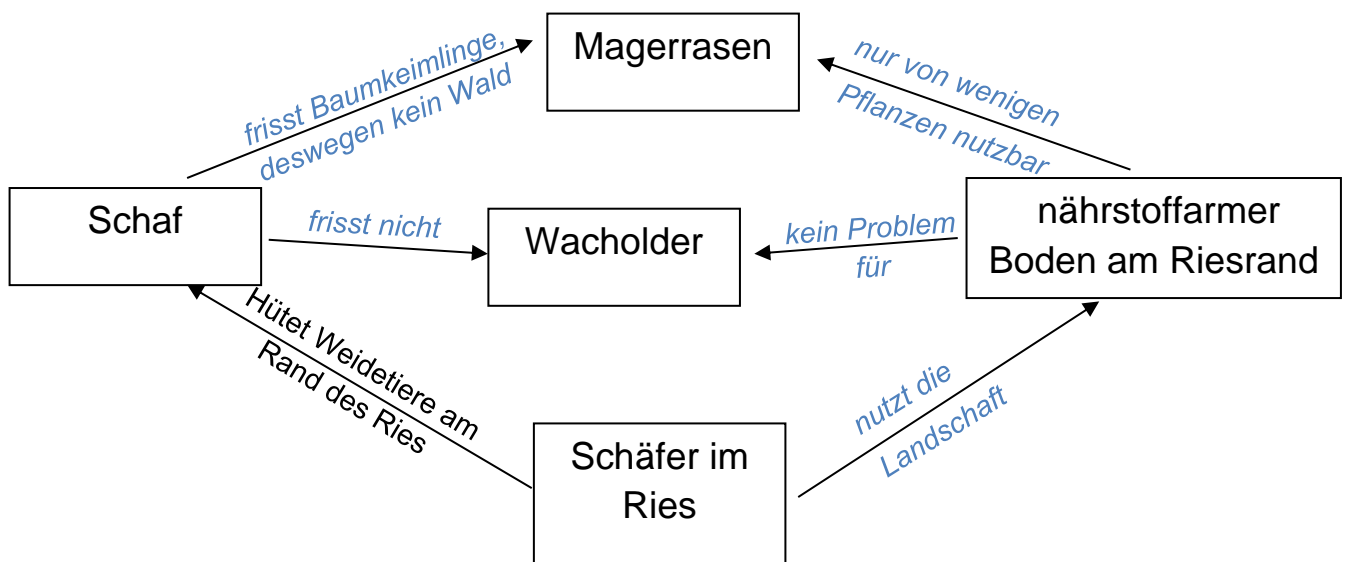 Magerrasen
frisst Baumkeimlinge,
deswegen kein Wald
nur von wenigen
Pflanzen nutzbar
Schaf
frisst nicht
Wacholder
kein Problem
für
nährstoffarmer
Boden am Riesrand
Hütet Weidetiere am
Rand des Ries
nutzt die
Landschaft
Schäfer im
Ries